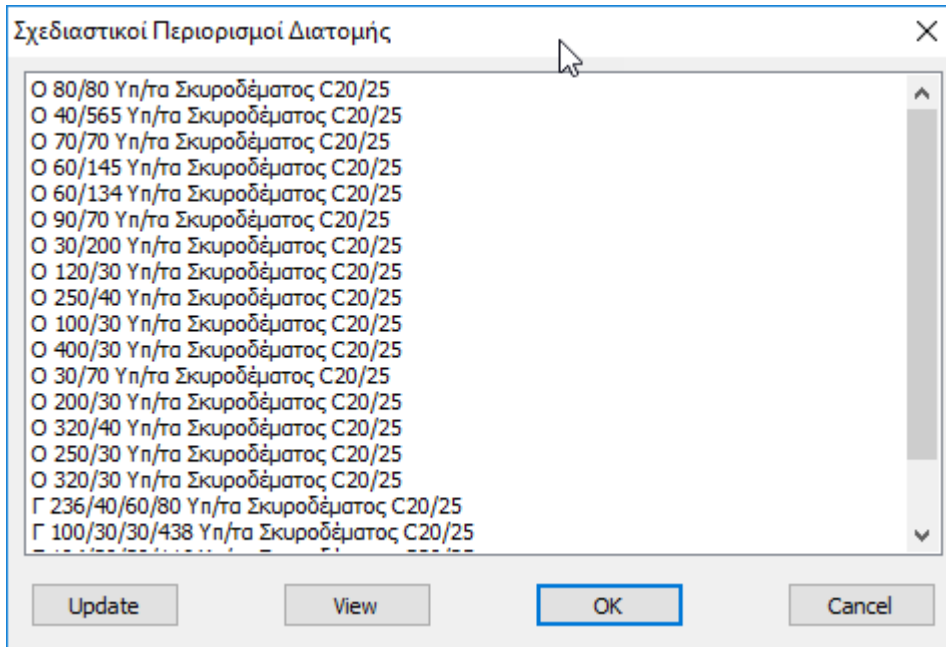 Σχεδιαστικοί Περιορισμοί Διατομής
Ο 80/80 Υπ/τα Σκυροδέματος C20/25
Ο 40/565 Υπ/τα Σκυροδέματος C20/25
Ο 70/70 Υπ/τα Σκυροδέματος C20/25
Ο 60/145 Υπ/τα Σκυροδέματος C20/25
Ο 60/134 Υπ/τα Σκυροδέματος C20/25
Ο 90/70 Υπ/τα Σκυροδέματος C20/25
Ο 30/200 Υπ/τα Σκυροδέματος C20/25
Ο 120/30 Υπ/τα Σκυροδέματος C20/25
Ο 250/40 Υπ/τα Σκυροδέματος C20/25
Ο 100/30 Υπ/τα Σκυροδέματος C20/25
Ο 400/30 Υπ/τα Σκυροδέματος C20/25
Ο 30/70 Υπ/τα Σκυροδέματος C20/25
Ο 200/30 Υπ/τα Σκυροδέματος C20/25
Ο 320/40 Υπ/τα Σκυροδέματος C20/25
Ο 250/30 Υπ/τα Σκυροδέματος C20/25
Ο 320/30 Υπ/τα Σκυροδέματος C20/25
Γ 236/40/60/80 Υπ/τα Σκυροδέματος C20/25
Γ 100/30/30/438 Υπ/τα Σκυροδέματος C20/25
Update View OK Cancel